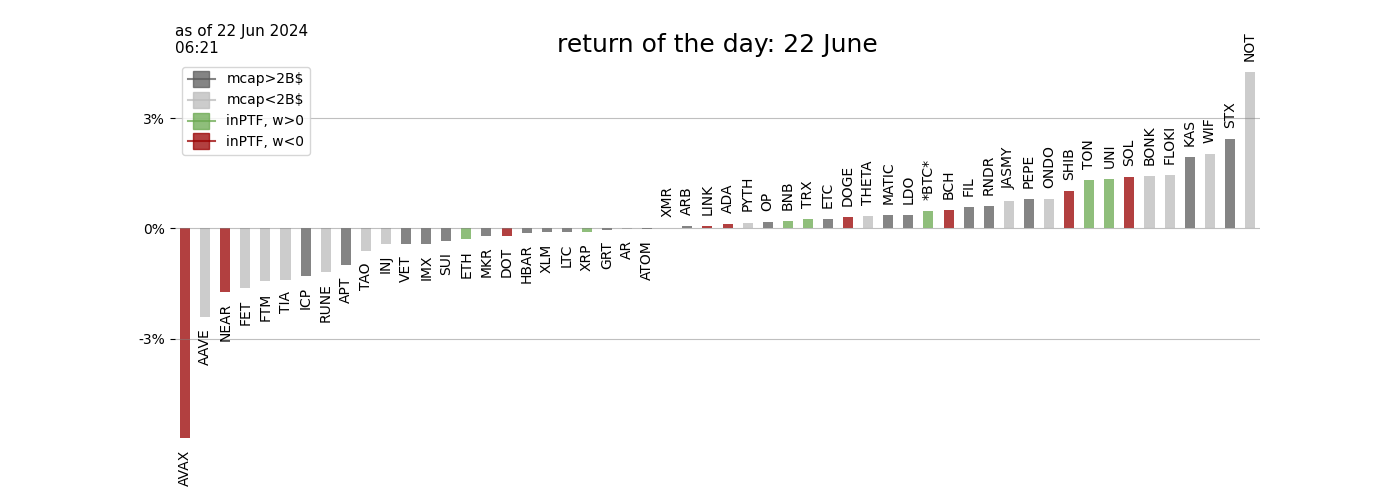 as of 22 Jun 2024
06:21
return of the day: 22 June
mcap>2B$
mcap<2B$
inPTF, w>0
inPTF, w<0
3%
0%
-3%
AVAX
AAVE
NEAR
FET
FTM
TIA
ICP
RUNE
APT
TAO
INJ
VET
IMX
SUI
ETH
MKR
DOT
HBAR
XLM
LTC
XRP
GRT
AR
ATOM
XMR
ARB
LINK
ADA
PYTH
OP
BNB
TRX
ETC
DOGE
THETA
MATIC
LDO
*BTC*
BCH
FIL
RNDR
JASMY
PEPE
ONDO
SHIB
TON
UNI
SOL
BONK
FLOKI
KAS
WIF
STX
NOT